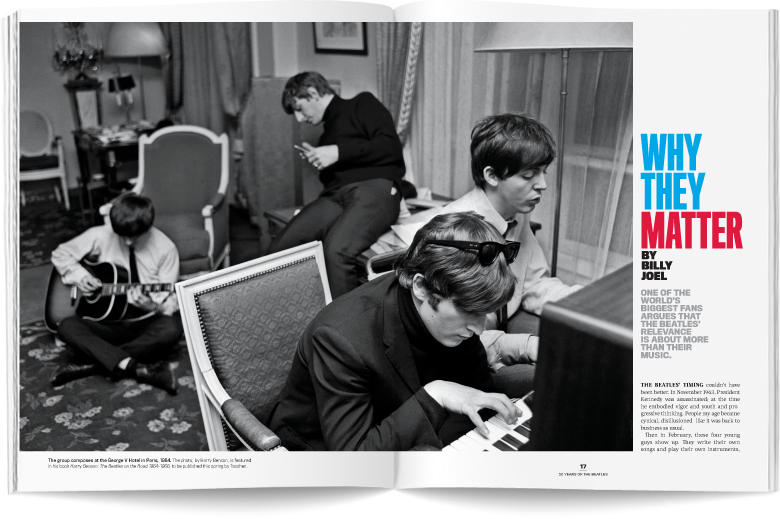 WHY
THEY
MATTER
BY
BILLY
JOEL
ONE OF THE
WORLD'S
BIGGEST FANS
ARGUES THAT
THE BEATLES'
RELEVANCE
IS ABOUT MORE
THAN THEIR
MUSIC.
THE BEATLES' TIMING couldn't have
been better. In November 1963, President
Kennedy was assassinated; at the time
he embodied vigor and youth and pro-
gressive thinking. People my age became
cynical, disillusioned like it was back to
business as usual.
Then in February, these four young
guys show up. They write their own
songs and play their own instruments,
The group composes at the George V Hotel in Paris, 1964. The photo, by Harry Benson, is featured
in his book Harry Benson: The Beatles on the Road 1964-1966 to be published this spring by Taschen.
17
50 YEARS OF THE BEATLES